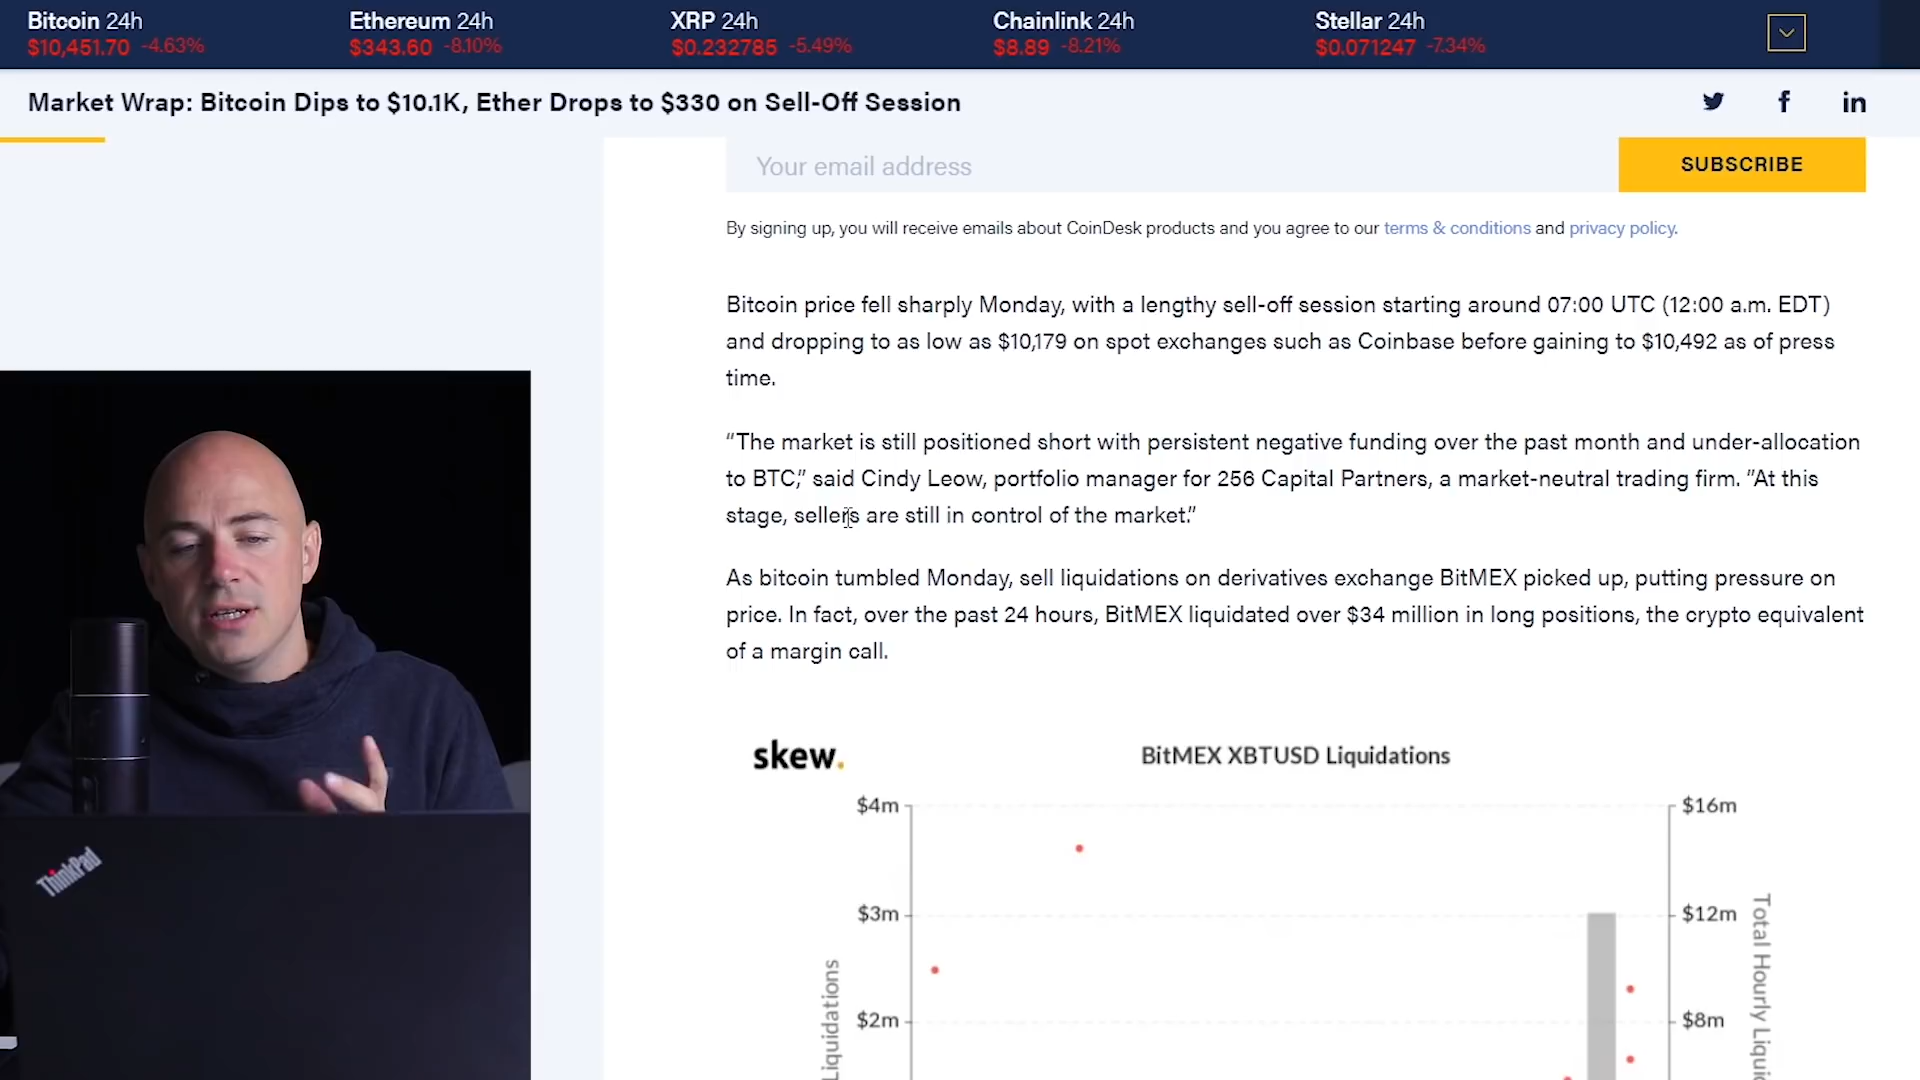 Bitcoin 24h
$10,451.70 -4.63%
Ethereum 24h
$343.60 -8.10%
XRP 24h
$0.232785 -5.49%
Chainlink 24h
$8.89 -8.21%
Stellar 24h
$0.071247 -7.34%
Market Wrap: Bitcoin Dips to $10.1K, Ether Drops to $330 on Sell-Off Session
Your email address
SUBSCRIBE
By signing up, you will receive emails about CoinDesk products and you agree to our terms & conditions and privacy policy.
Bitcoin price fell sharply Monday, with a lengthy sell-off session starting around 07:00 UTC (12:00 a.m. EDT)
and dropping to as low as $10,179 on spot exchanges such as Coinbase before gaining to $10,492 as of press
time.
“The market is still positioned short with persistent negative funding over the past month and under-allocation
to BTC,” said Cindy Leow, portfolio manager for 256 Capital Partners, a market-neutral trading firm. “At this
stage, sellers are still in control of the market.”
As bitcoin tumbled Monday, sell liquidations on derivatives exchange BitMEX picked up, putting pressure on
price. In fact, over the past 24 hours, BitMEX liquidated over $34 million in long positions, the crypto equivalent
of a margin call.
skew.
BitMEX XBTUSD Liquidations
$4m
$16m
$3m
$12m
$2m
$8m
Liquidations
Total Hourly
ThinkPad